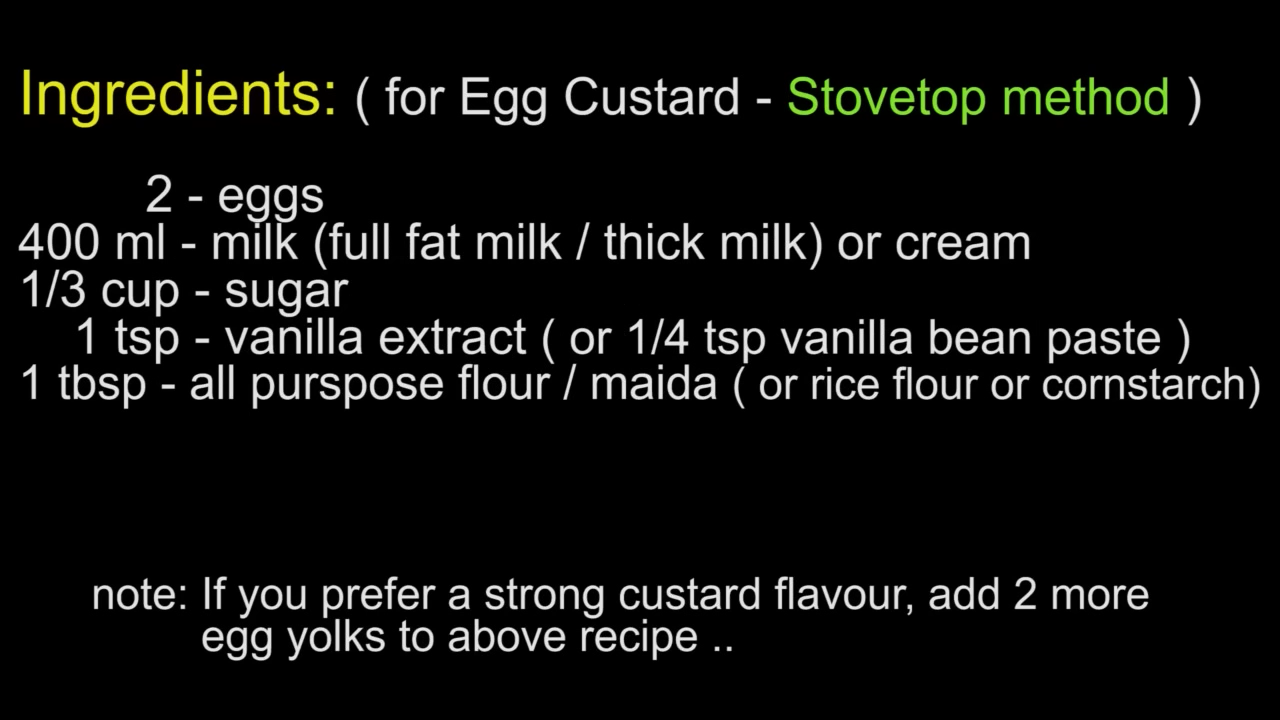 Ingredients: ( for Egg Custard - Stovetop method )
2 - eggs
400 ml - milk (full fat milk / thick milk) or cream
1/3 cup - sugar
1 tsp - vanilla extract ( or 1/4 tsp vanilla bean paste )
1 tbsp - all purspose flour / maida ( or rice flour or cornstarch)
note: If you prefer a strong custard flavour, add 2 more
egg yolks to above recipe ..